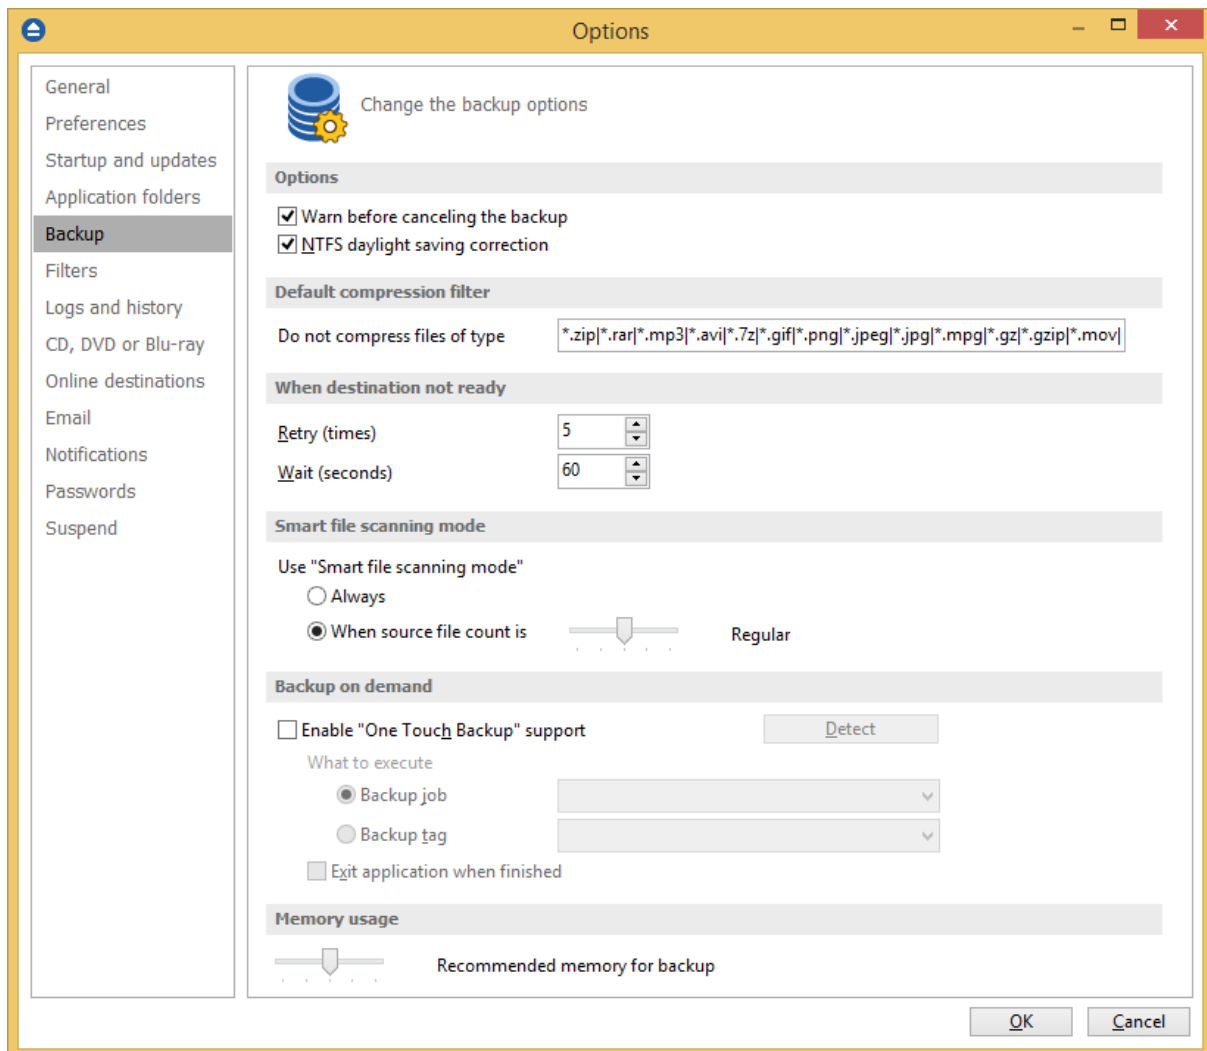 Options
General
Preferences
Startup and updates
Application folders
Backup
Filters
Logs and history
CD, DVD or Blu-ray
Online destinations
Email
Notifications
Passwords
Suspend
Change the backup options
Options
Warn before canceling the backup
NTFS daylight saving correction
Default compression filter
Do not compress files of type *.zip|*.rar|*.mp3|*.avi|*.7z|*.gif|*.png|*.jpeg|*.jpg|*.mpg|*.gz|*.gzip|*.mov|
When destination not ready
Retry (times) 5
Wait (seconds) 60
Smart file scanning mode
Use "Smart file scanning mode"
Always
When source file count is Regular
Backup on demand
Enable "One Touch Backup" support Detect
What to execute
Backup job
Backup tag
Exit application when finished
Memory usage
Recommended memory for backup
OK Cancel